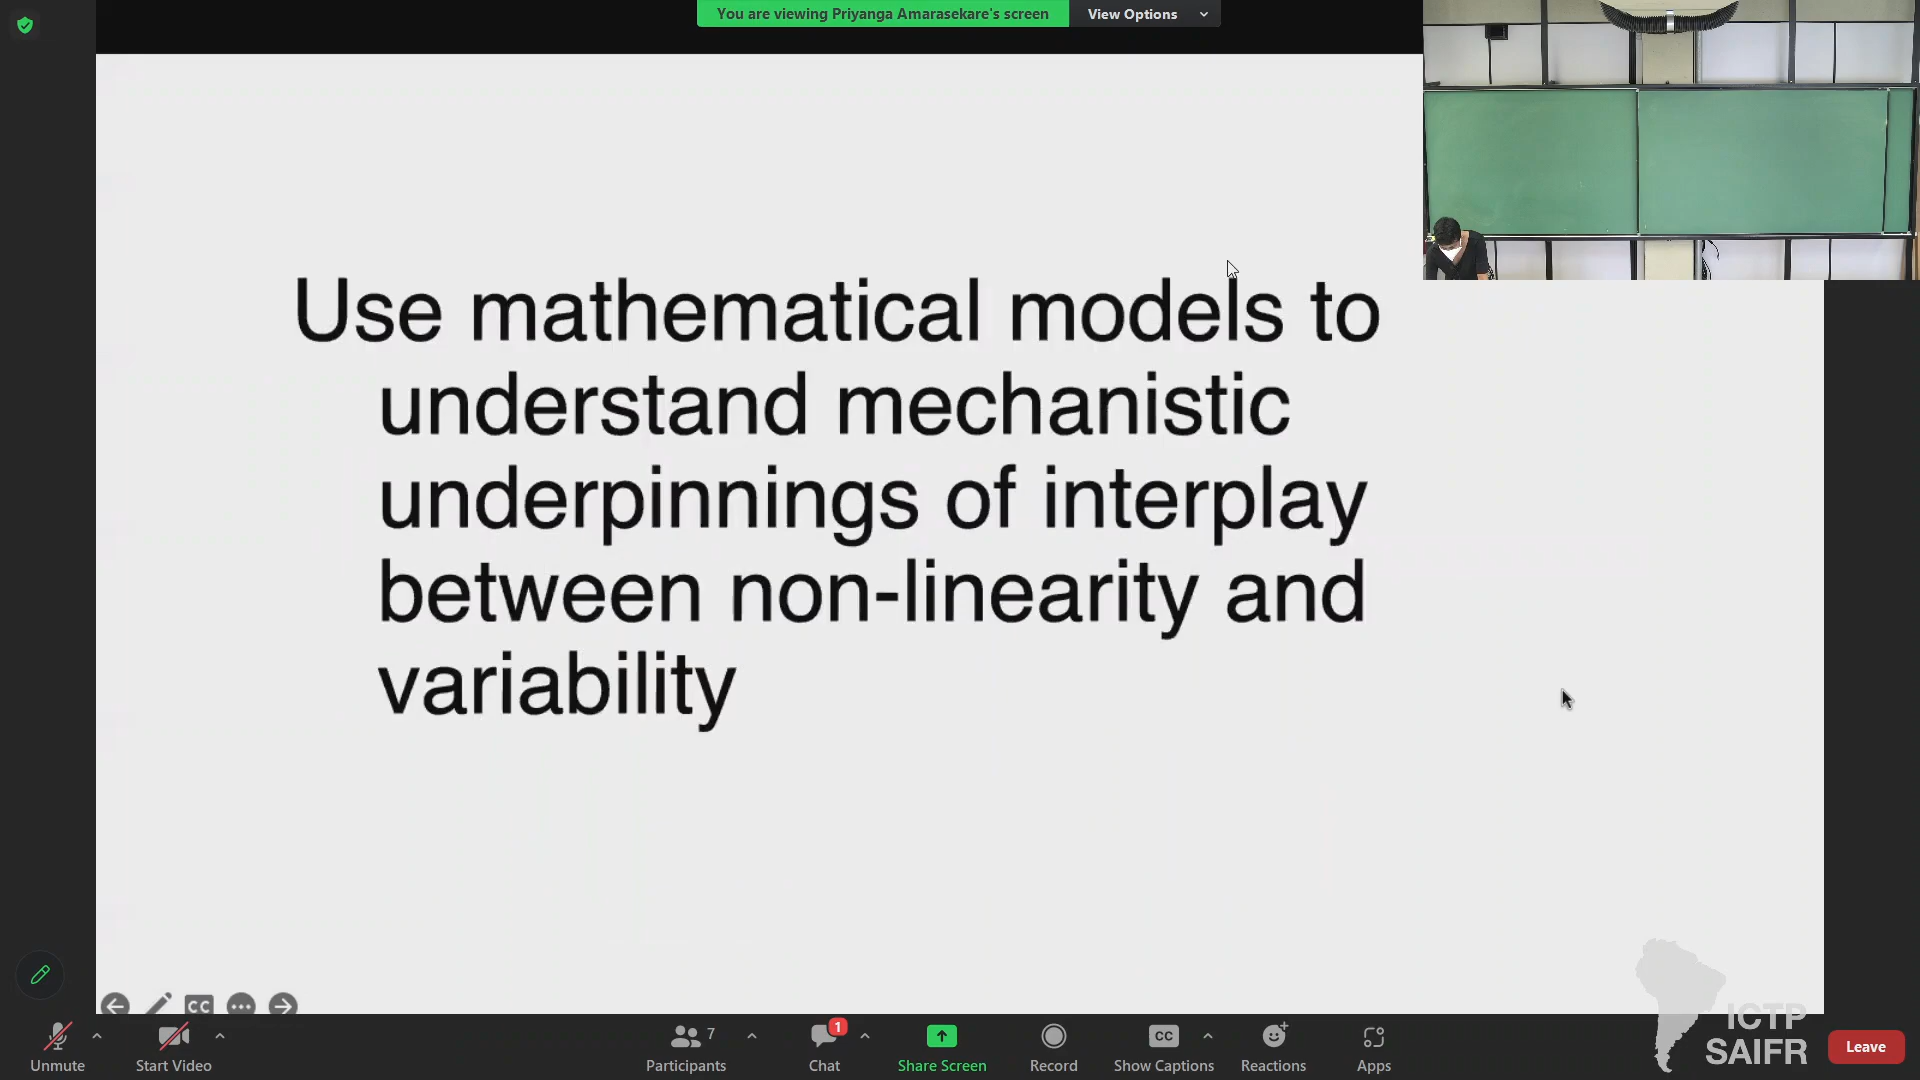 You are viewing Priyanga Amarasekare's screen
View Options
Use mathematical models to
understand mechanistic
underpinnings of interplay
between non-linearity and
variability
CC
Unmute
Start Video
7
Participants
1
Chat
Share Screen
Record
CC
Show Captions
Reactions
Apps
ICTP
SAIFR
Leave